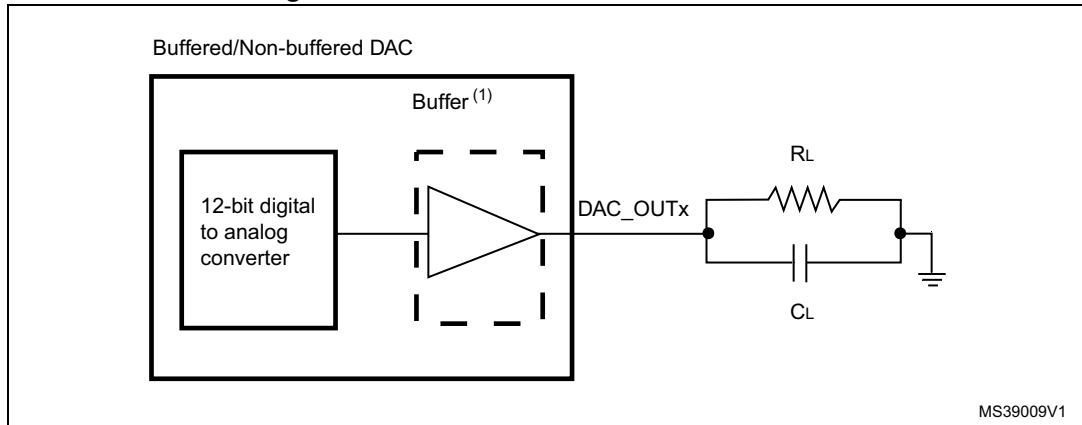 Buffered/Non-buffered DAC
Buffer (1)
12-bit digital
to analog
converter
DAC_OUTx
RL
CL
MS39009V1